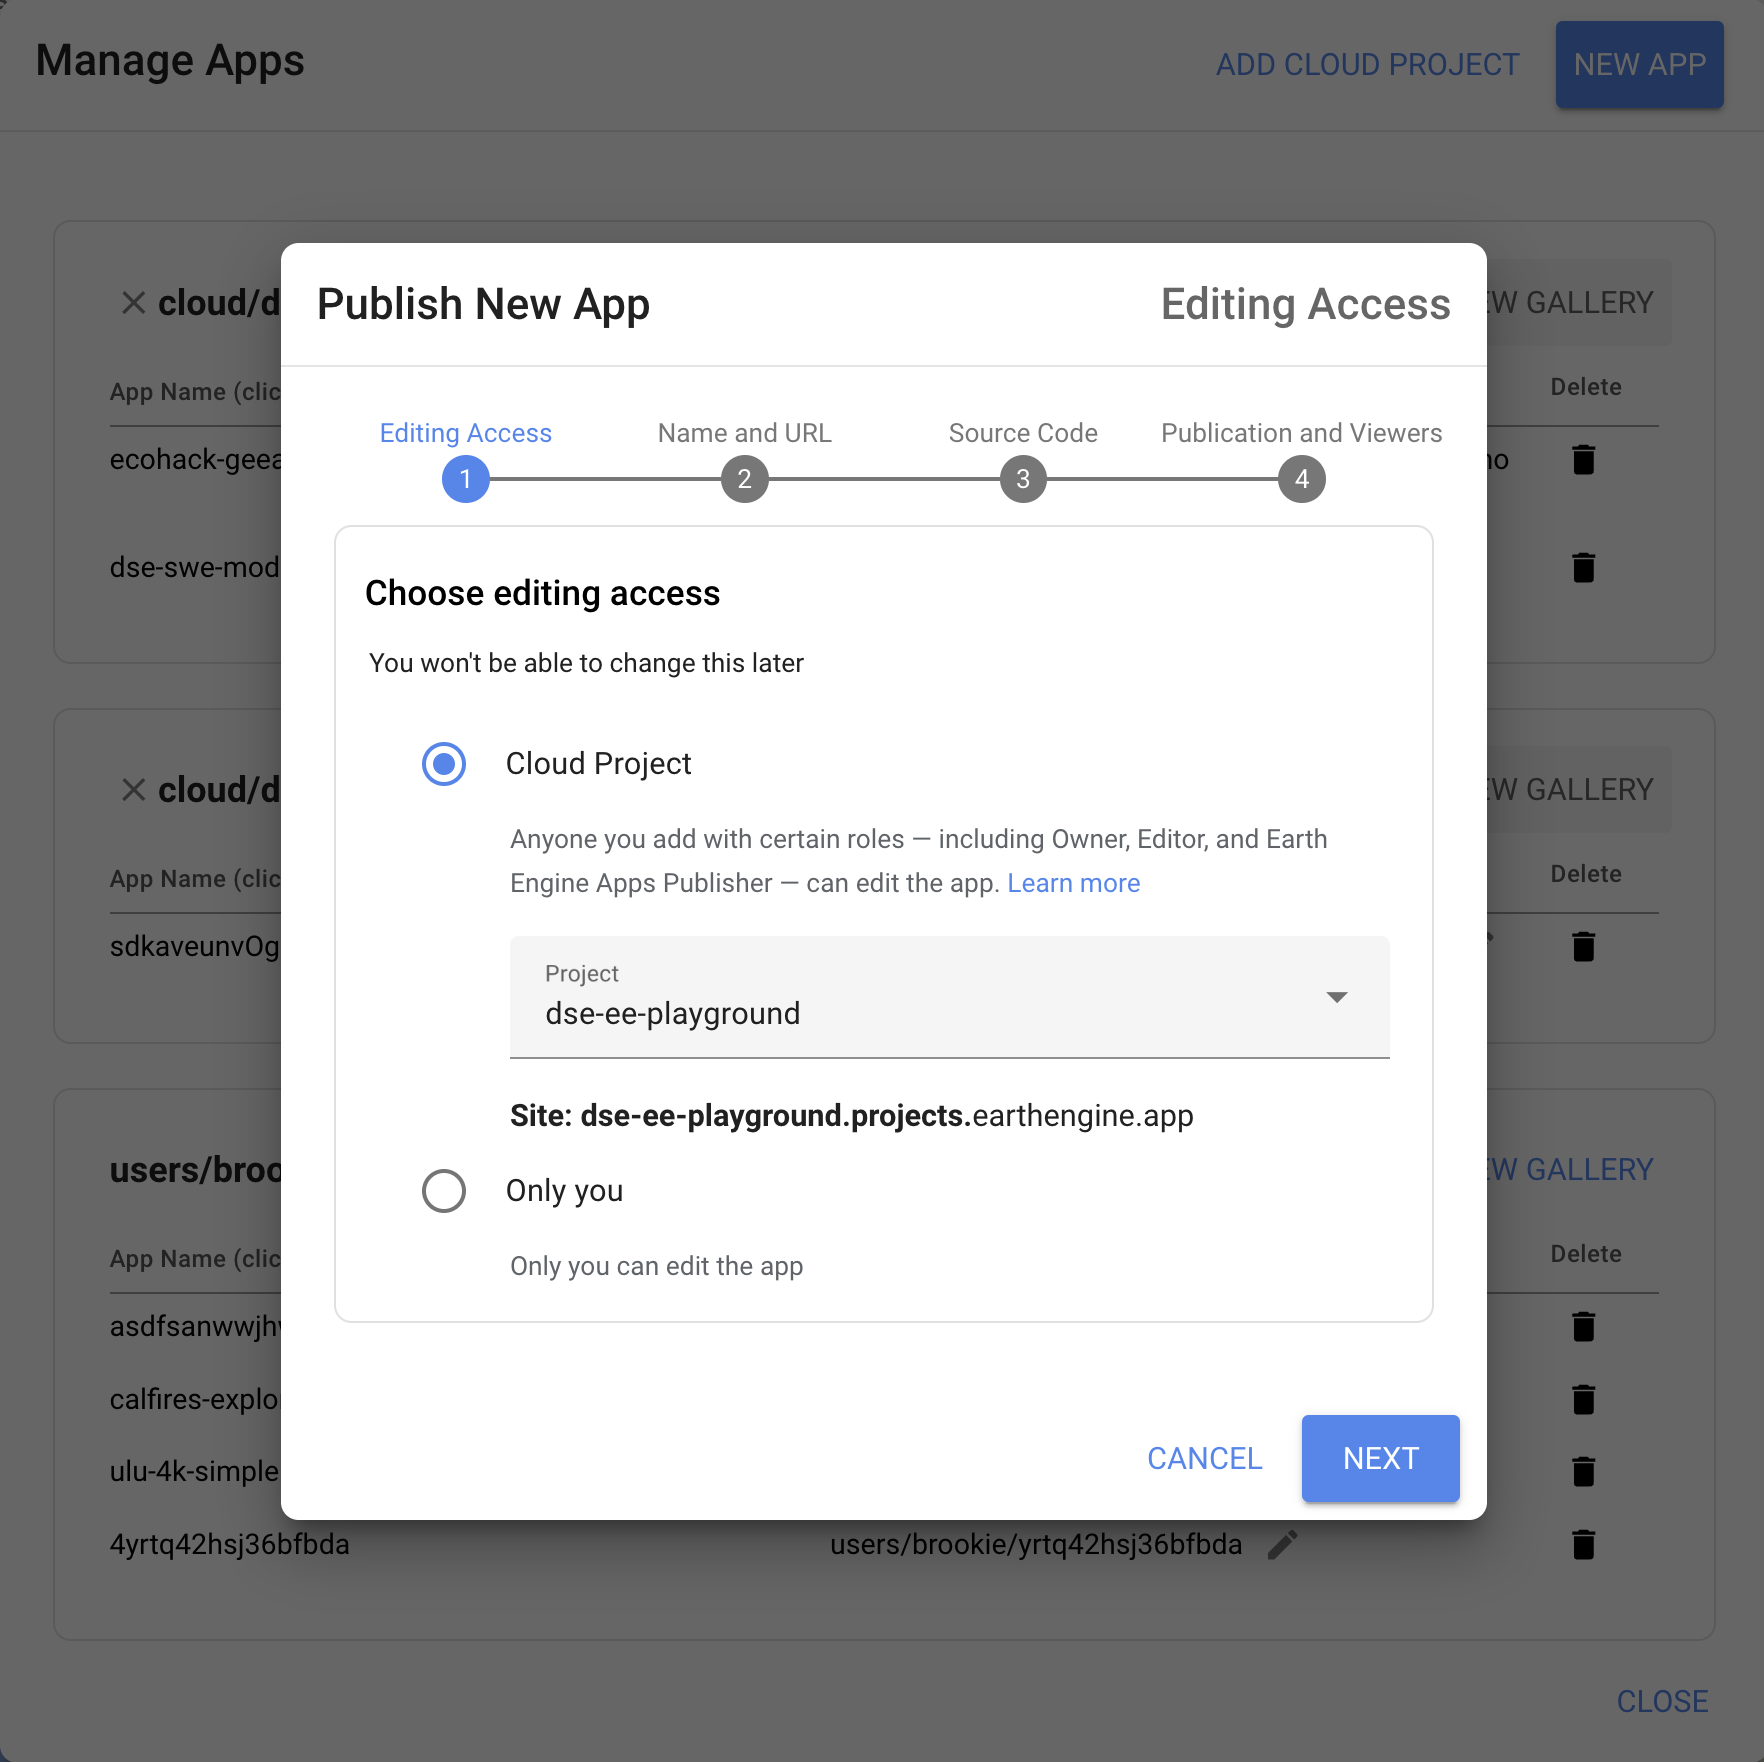 Manage Apps
ADD CLOUD PROJECT
NEW APP
cloud/d
GALLERY
App Name (clic
Delete
ecohack-geea
dse-swe-mod
cloud/d
GALLERY
App Name (clic
Delete
sdkaveunvOg
users/broo
GALLERY
App Name (clic
Delete
asdfsanwwjh
calfires-explo
ulu-4k-simple
4yrtq42hsj36bfbda
users/brookie/yrtq42hsj36bfbda
CLOSE
Publish New App
Editing Access
Editing Access
Name and URL
Source Code
Publication and Viewers
1
2
3
4
Choose editing access
You won't be able to change this later
Cloud Project
Anyone you add with certain roles — including Owner, Editor, and Earth
Engine Apps Publisher — can edit the app. Learn more
Project
dse-ee-playground
Site: dse-ee-playground.projects.earthengine.app
Only you
Only you can edit the app
CANCEL
NEXT